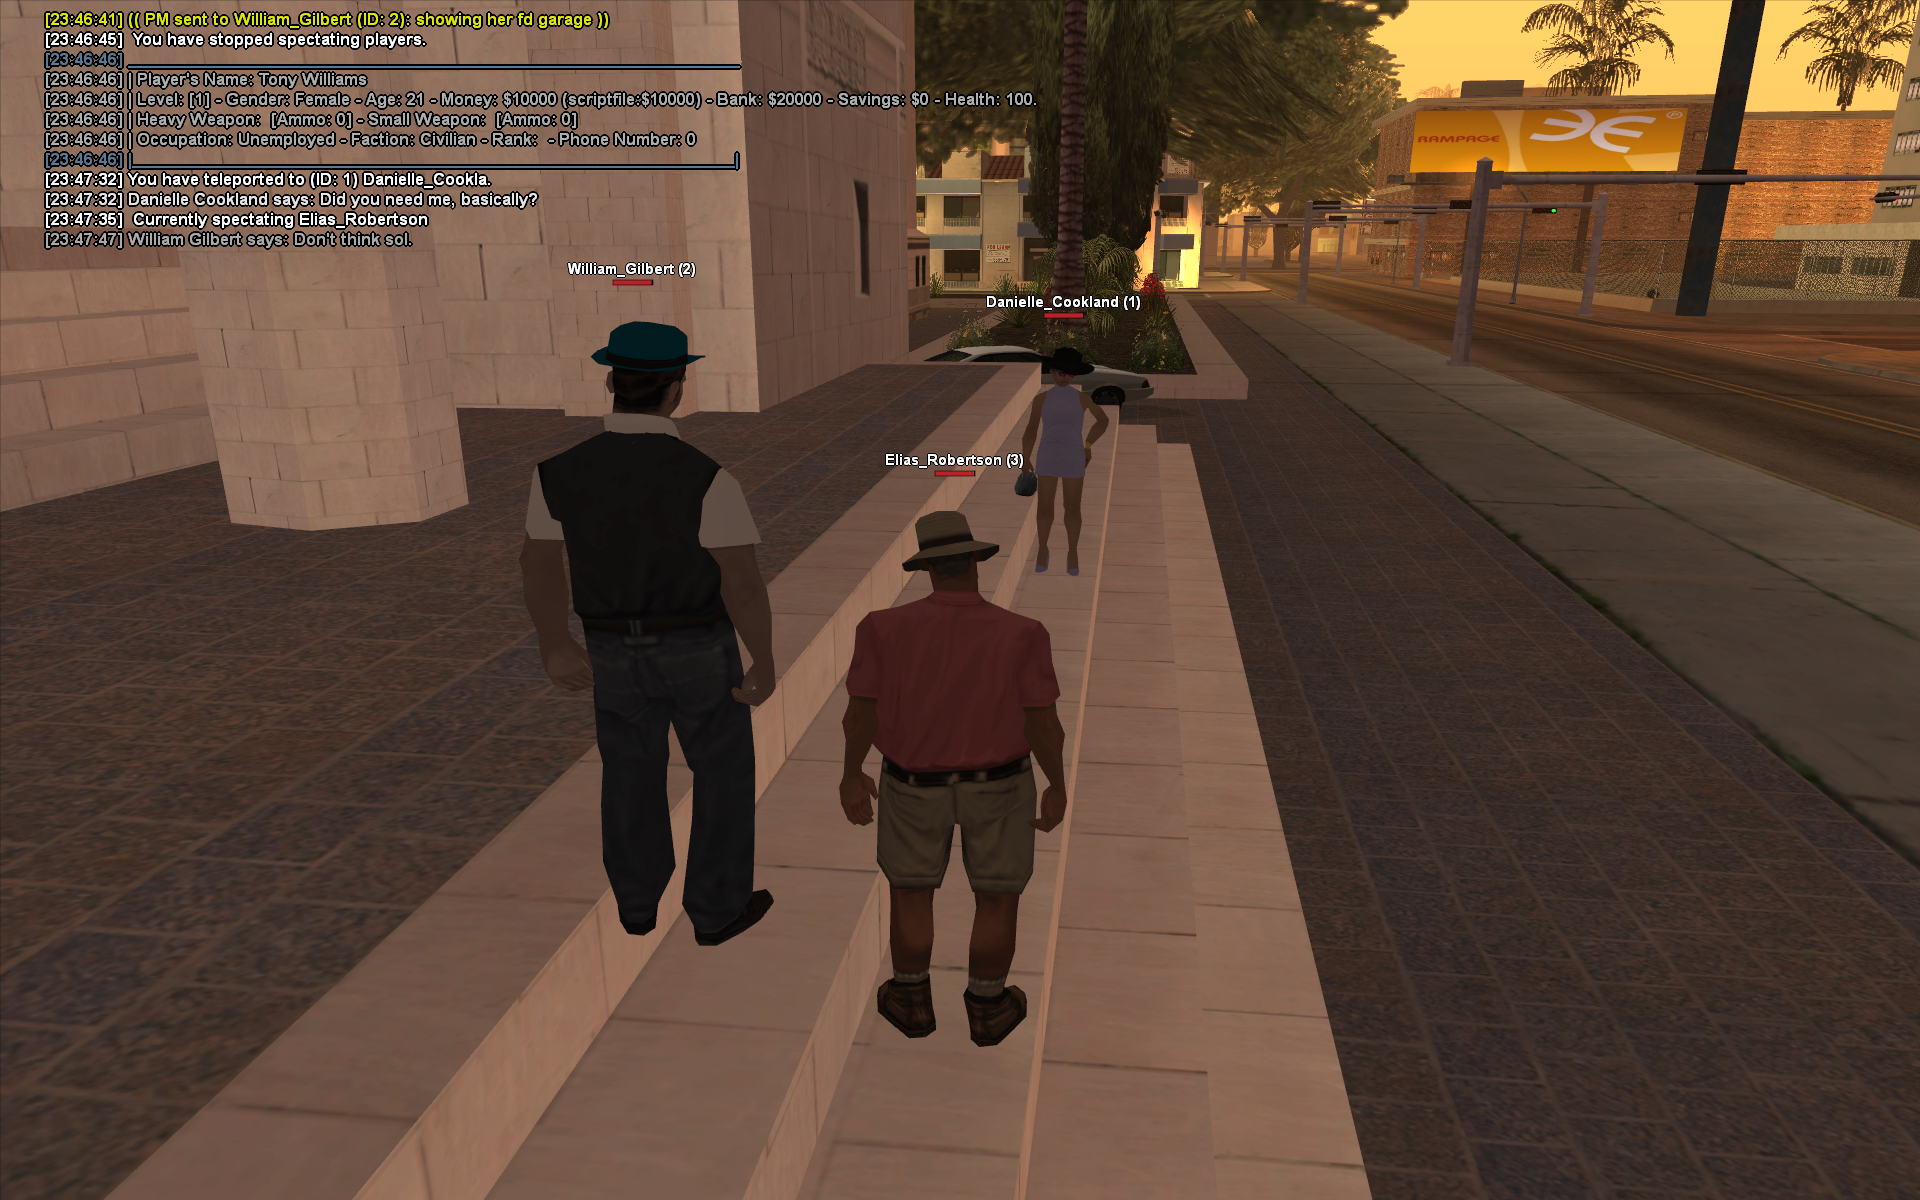 [23:46:41] (( PM sent to William_Gilbert (ID: 2): showing her fd garage ))
[23:46:45] You have stopped spectating players.
[23:46:46]
[23:46:46] | Player's Name: Tony Williams
[23:46:46] | Level: [1] - Gender: Female - Age: 21 - Money: $10000 (scriptfile:$10000) - Bank: $20000 - Savings: $0 - Health: 100.
[23:46:46] | Heavy Weapon: [Ammo: 0] - Small Weapon: [Ammo: 0]
[23:46:46] | Occupation: Unemployed - Faction: Civilian - Rank: - Phone Number: 0
[23:46:46]
[23:47:32] You have teleported to (ID: 1) Danielle_Cookla.
[23:47:32] Danielle Cookland says: Did you need me, basically?
[23:47:35] Currently spectating Elias_Robertson
[23:47:47] William Gilbert says: Don't think sol.
William_Gilbert (2)
Danielle_Cookland (1)
Elias_Robertson (3)
RAMPAGE